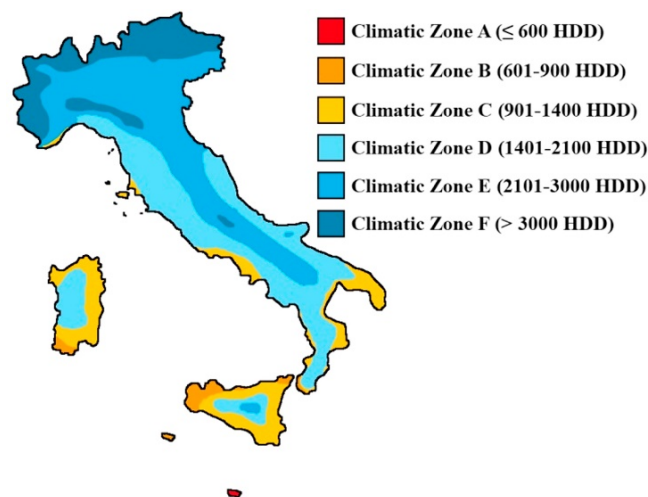 Climatic Zone A (≤ 600 HDD)
Climatic Zone B (601-900 HDD)
Climatic Zone C (901-1400 HDD)
Climatic Zone D (1401-2100 HDD)
Climatic Zone E (2101-3000 HDD)
Climatic Zone F (> 3000 HDD)